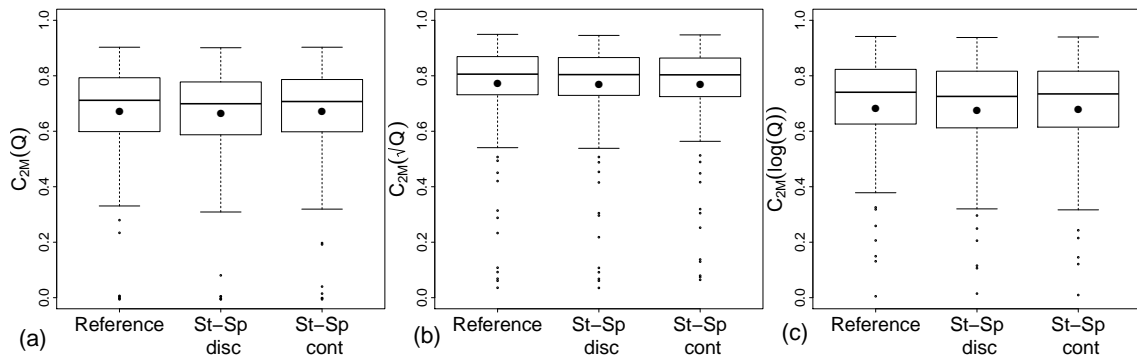 C2M(Q)
0.0 0.2 0.4 0.6 0.8 1.0
Reference St−Sp disc St−Sp cont
(a)
C2M(√Q)
0.0 0.2 0.4 0.6 0.8 1.0
Reference St−Sp disc St−Sp cont
(b)
C2M(log(Q))
0.0 0.2 0.4 0.6 0.8 1.0
Reference St−Sp disc St−Sp cont
(c)